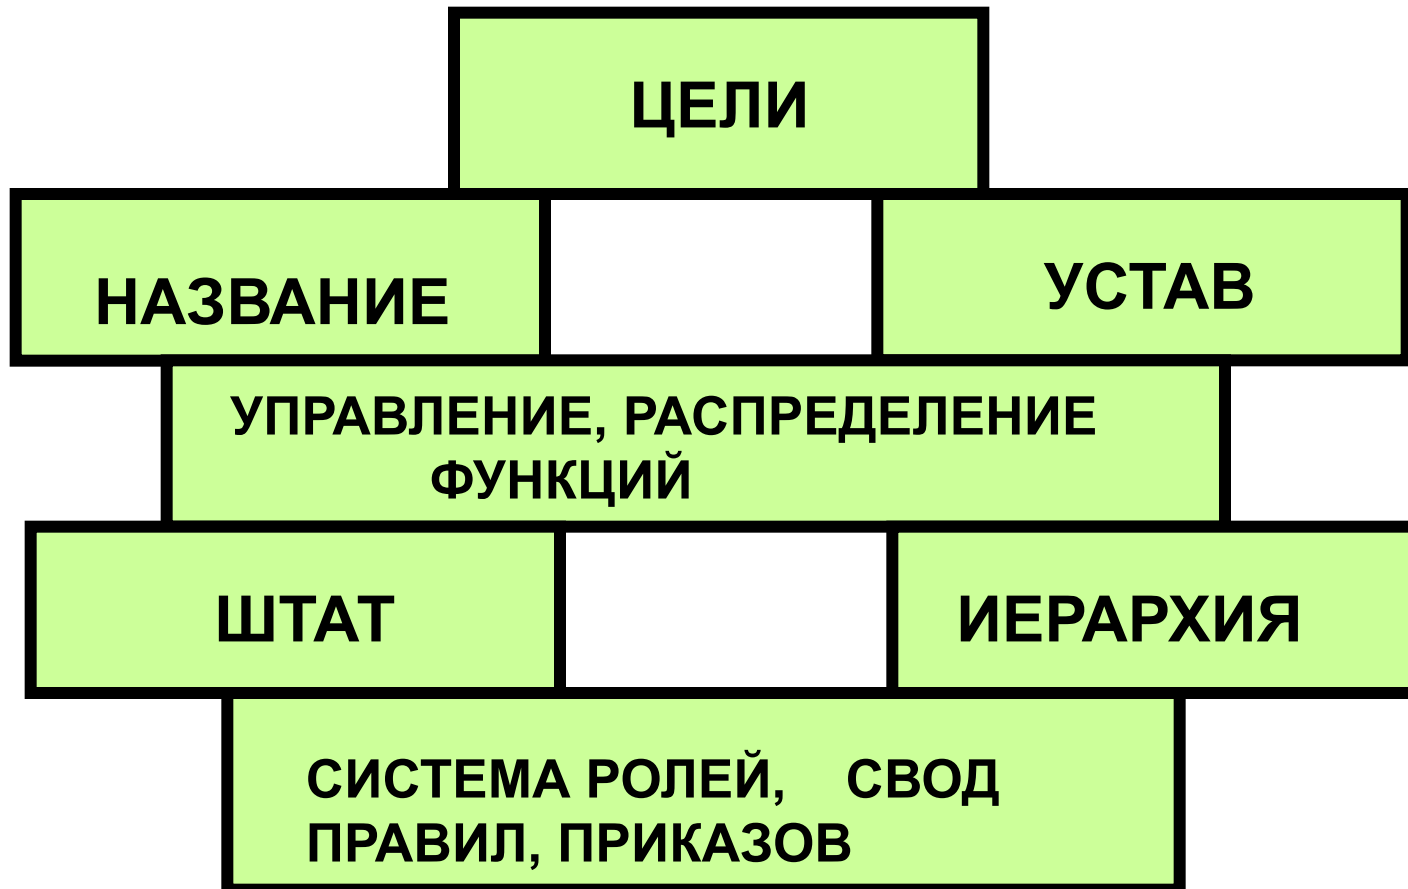 ЦЕЛИ
НАЗВАНИЕ
УСТАВ
УПРАВЛЕНИЕ, РАСПРЕДЕЛЕНИЕ
ФУНКЦИЙ
ШТАТ
ИЕРАРХИЯ
СИСТЕМА РОЛЕЙ, СВОД
ПРАВИЛ, ПРИКАЗОВ